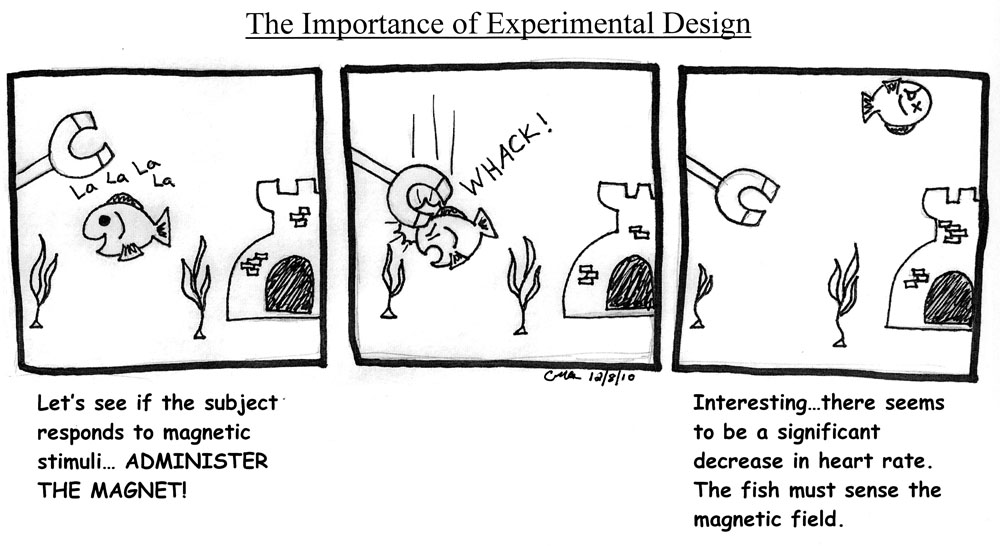 The Importance of Experimental Design
La La La La
WHACK!
12/8/10
Let's see if the subject
responds to magnetic
stimuli... ADMINISTER
THE MAGNET!
Interesting...there seems
to be a significant
decrease in heart rate.
The fish must sense the
magnetic field.